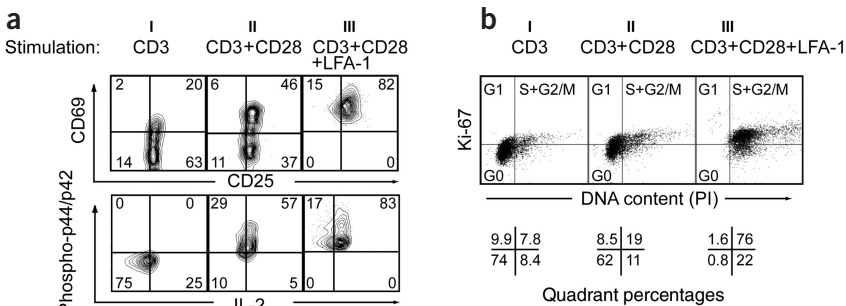 a
I II III
Stimulation: CD3 CD3+CD28 CD3+CD28
+LFA-1
CD69
2 20 6 46 15 82
14 63 11 37 0 0
CD25
Phospho-p44/p42
0 0 29 57 17 83
75 25 10 5 0 0
IL-2
b
I II III
CD3 CD3+CD28 CD3+CD28+LFA-1
Ki-67
G1 S+G2/M G1 S+G2/M G1 S+G2/M
G0 G0 G0
DNA content (PI)
9.9 7.8 8.5 19 1.6 76
74 8.4 62 11 0.8 22
Quadrant percentages